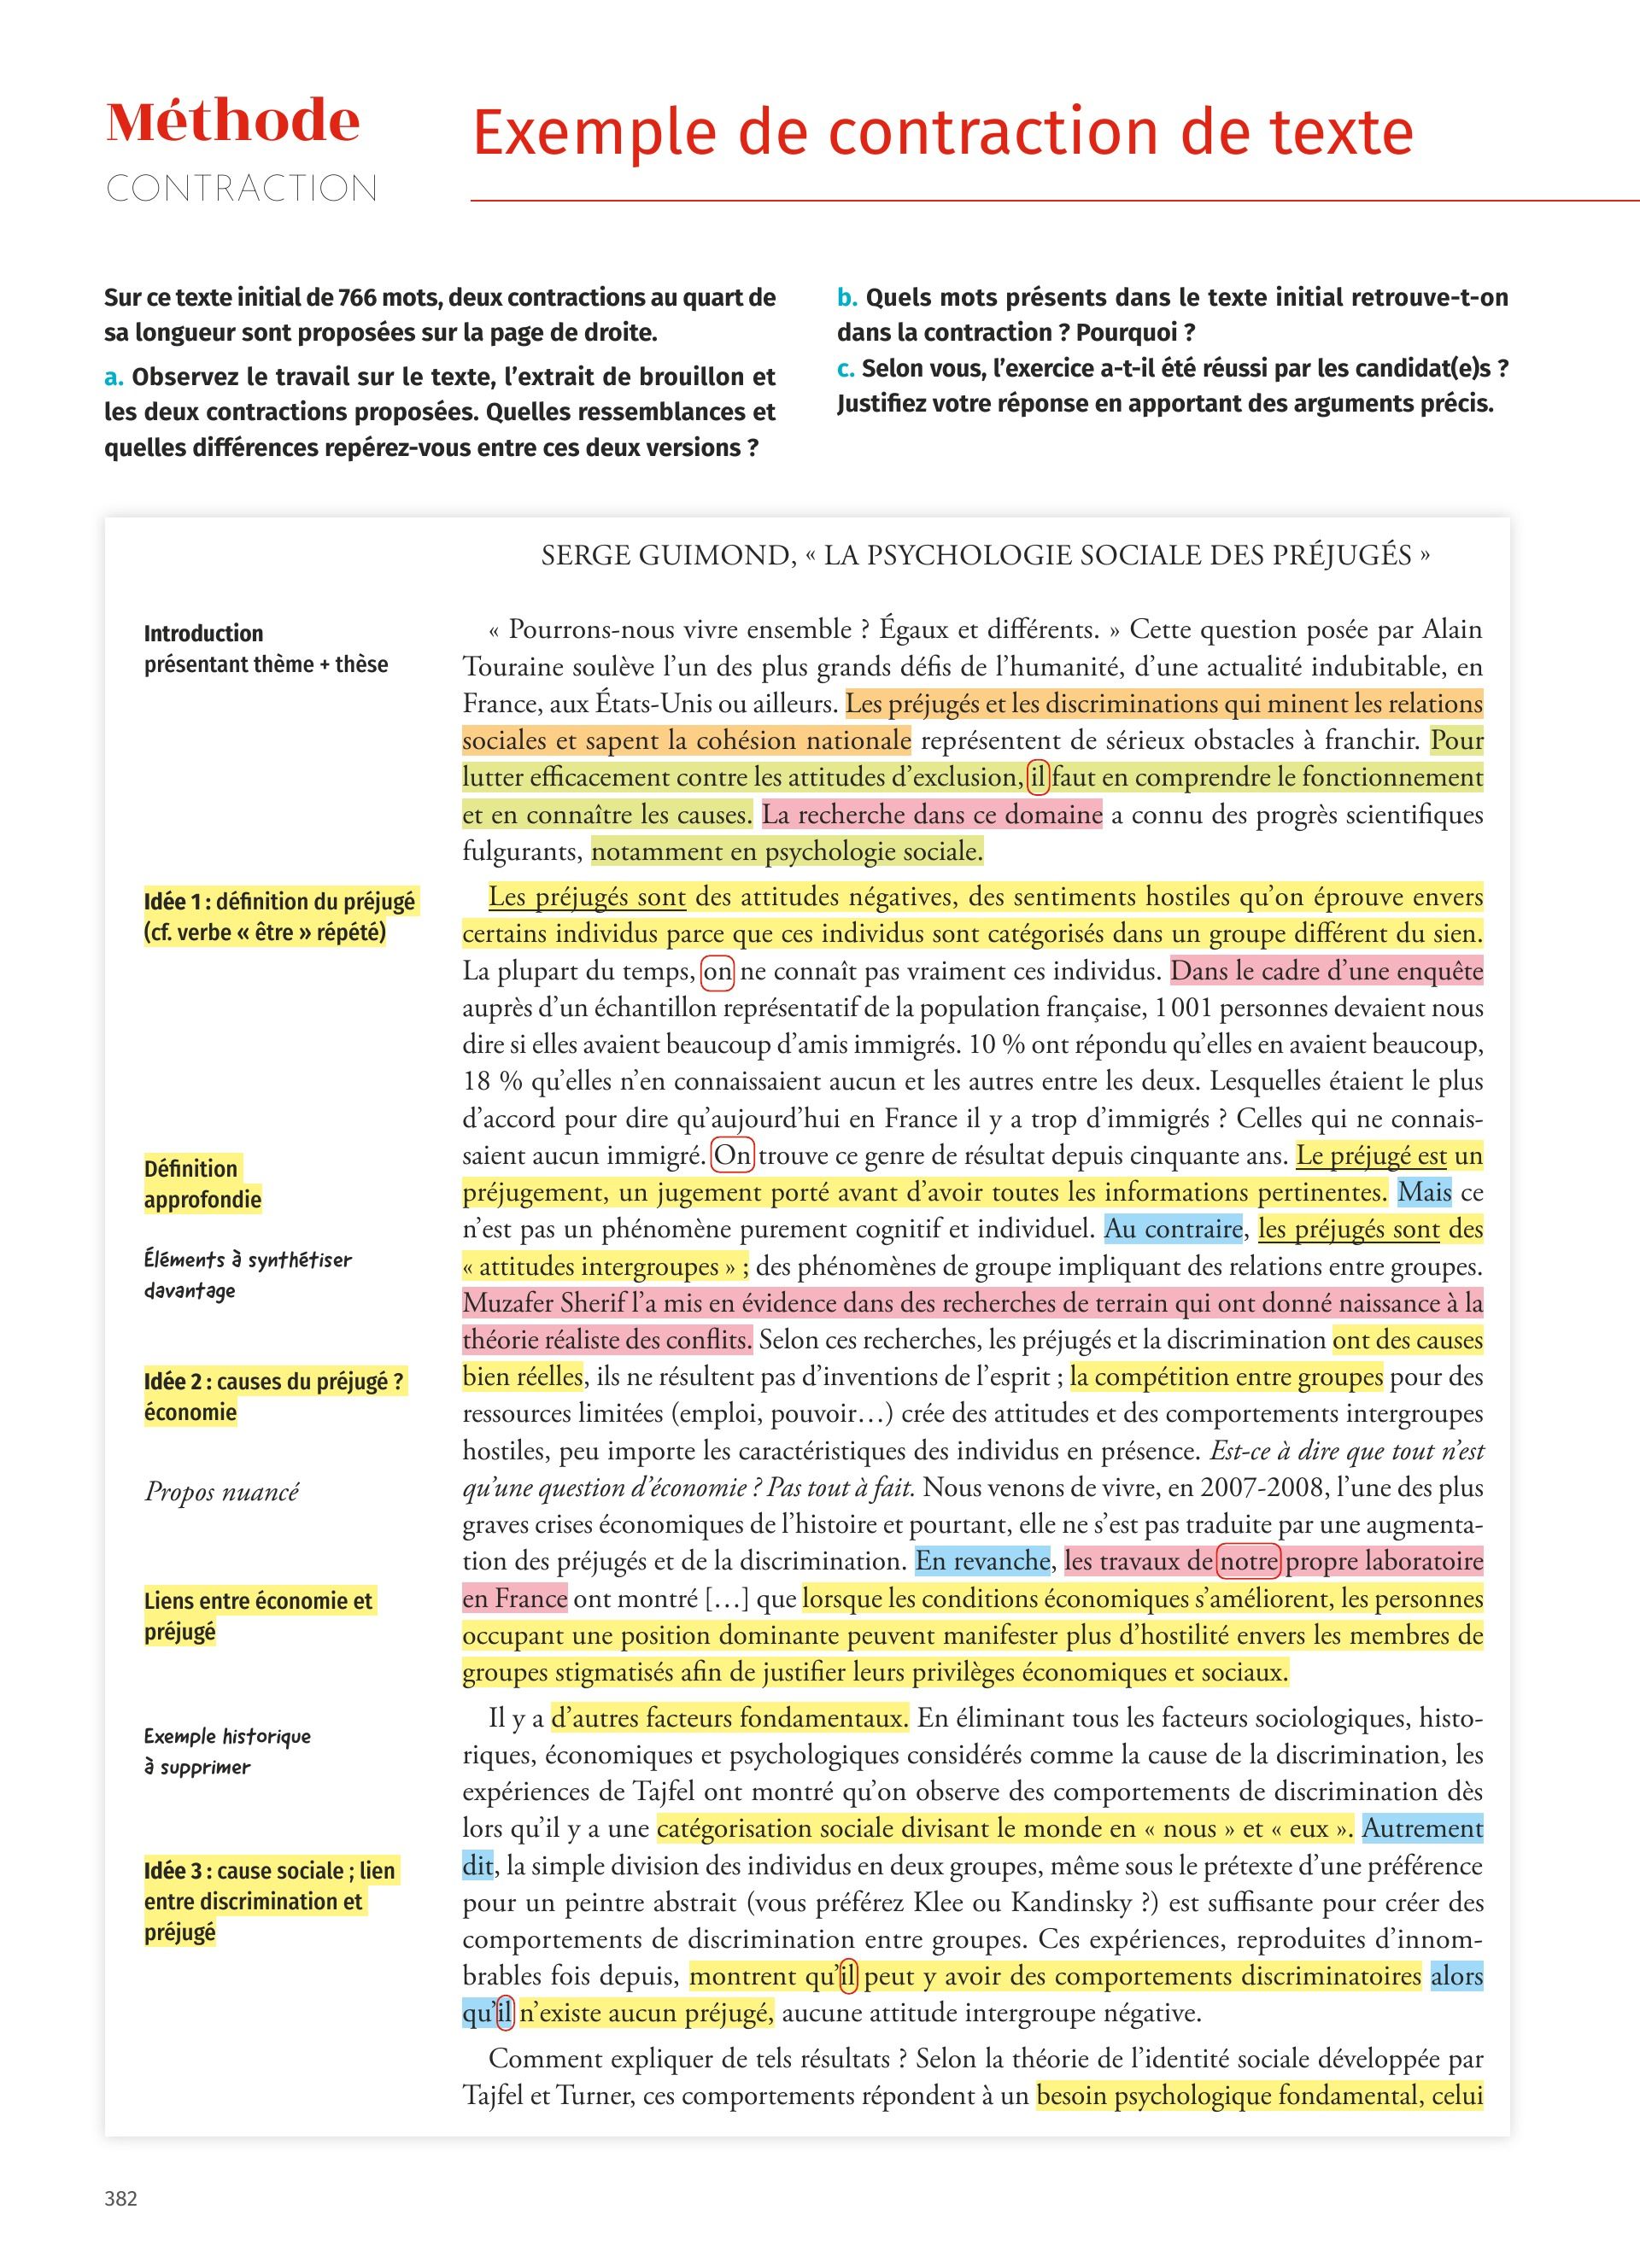 Méthode
CONTRACTION
Exemple de contraction de texte
Sur ce texte initial de 766 mots, deux contractions au quart de
sa longueur sont proposées sur la page de droite.
a. Observez le travail sur le texte, l'extrait de brouillon et
les deux contractions proposées. Quelles ressemblances et
quelles différences repérez-vous entre ces deux versions ?
b. Quels mots présents dans le texte initial retrouve-t-on
dans la contraction ? Pourquoi ?
c. Selon vous, l'exercice a-t-il été réussi par les candidat(e)s ?
Justifiez votre réponse en apportant des arguments précis.
SERGE GUIMOND, « LA PSYCHOLOGIE SOCIALE DES PRÉJUGÉS »
Introduction
présentant thème + thèse
« Pourrons-nous vivre ensemble ? Égaux et différents. » Cette question posée par Alain
Touraine soulève l'un des plus grands défis de l'humanité, d'une actualité indubitable, en
France, aux États-Unis ou ailleurs. Les préjugés et les discriminations qui minent les relations
sociales et sapent la cohésion nationale représentent de sérieux obstacles à franchir. Pour
lutter efficacement contre les attitudes d'exclusion, il faut en comprendre le fonctionnement
et en connaître les causes. La recherche dans ce domaine a connu des progrès scientifiques
fulgurants, notamment en psychologie sociale.
Idée 1 : définition du préjugé
(cf. verbe « être » répété)
Les préjugés sont des attitudes négatives, des sentiments hostiles qu'on éprouve envers
certains individus parce que ces individus sont catégorisés dans un groupe différent du sien.
La plupart du temps, on ne connaît pas vraiment ces individus. Dans le cadre d'une enquête
auprès d'un échantillon représentatif de la population française, 1 001 personnes devaient nous
dire si elles avaient beaucoup d'amis immigrés. 10 % ont répondu qu'elles en avaient beaucoup,
18 % qu'elles n'en connaissaient aucun et les autres entre les deux. Lesquelles étaient le plus
d'accord pour dire qu'aujourd'hui en France il y a trop d'immigrés ? Celles qui ne connais-
saient aucun immigré. On trouve ce genre de résultat depuis cinquante ans. Le préjugé est un
préjugement, un jugement porté avant d'avoir toutes les informations pertinentes. Mais ce
n'est pas un phénomène purement cognitif et individuel. Au contraire, les préjugés sont des
« attitudes intergroupes » ; des phénomènes de groupe impliquant des relations entre groupes.
Muzafer Sherif l'a mis en évidence dans des recherches de terrain qui ont donné naissance à la
théorie réaliste des conflits. Selon ces recherches, les préjugés et la discrimination ont des causes
bien réelles, ils ne résultent pas d'inventions de l'esprit ; la compétition entre groupes pour des
ressources limitées (emploi, pouvoir…) crée des attitudes et des comportements intergroupes
hostiles, peu importe les caractéristiques des individus en présence. Est-ce à dire que tout n'est
qu'une question d'économie ? Pas tout à fait. Nous venons de vivre, en 2007-2008, l'une des plus
graves crises économiques de l'histoire et pourtant, elle ne s'est pas traduite par une augmenta-
tion des préjugés et de la discrimination. En revanche, les travaux de notre propre laboratoire
en France ont montré […] que lorsque les conditions économiques s'améliorent, les personnes
occupant une position dominante peuvent manifester plus d'hostilité envers les membres de
groupes stigmatisés afin de justifier leurs privilèges économiques et sociaux.
Définition
approfondie
Éléments à synthétiser
davantage
Idée 2 : causes du préjugé ?
économie
Propos nuancé
Liens entre économie et
préjugé
Exemple historique
à supprimer
Idée 3 : cause sociale ; lien
entre discrimination et
préjugé
Il y a d'autres facteurs fondamentaux. En éliminant tous les facteurs sociologiques, histo-
riques, économiques et psychologiques considérés comme la cause de la discrimination, les
expériences de Tajfel ont montré qu'on observe des comportements de discrimination dès
lors qu'il y a une catégorisation sociale divisant le monde en « nous » et « eux ». Autrement
dit, la simple division des individus en deux groupes, même sous le prétexte d'une préférence
pour un peintre abstrait (vous préférez Klee ou Kandinsky ?) est suffisante pour créer des
comportements de discrimination entre groupes. Ces expériences, reproduites d'innom-
brables fois depuis, montrent qu'il peut y avoir des comportements discriminatoires alors
qu'il n'existe aucun préjugé, aucune attitude intergroupe négative.
Comment expliquer de tels résultats ? Selon la théorie de l'identité sociale développée par
Tajfel et Turner, ces comportements répondent à un besoin psychologique fondamental, celui
382